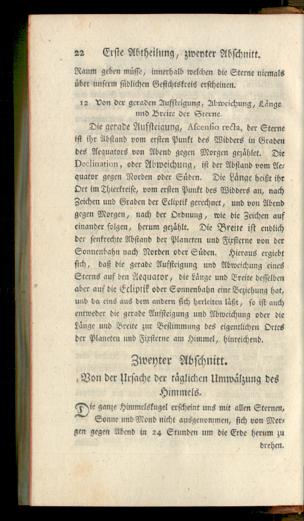 22 Erste Abtheilung, zweyter Abschnitt.
Raum geben müsse, innerhalb welchen die Sterne niemals
über unserm südlichen Gesichtskreis erscheinen.
12 Von der geraden Aufsteigung, Abweichung, Länge
und Breite der Sterne.
Die gerade Aufsteigung, Ascensio recta, der Sterne
ist ihr Abstand vom ersten Punkt des Widders in Graden
des Aequators von Abend gegen Morgen gezählet. Die
Declination, oder Abweichung, ist der Abstand vom Ae-
quator gegen Norden oder Süden. Die Länge heißt ihr
Ort im Thierkreise, vom ersten Punkt des Widders an, nach
Zeichen und Graden der Ecliptik gerechnet, und von Abend
gegen Morgen, nach der Ordnung, wie die Zeichen auf
einander folgen, herum gezählt. Die Breite ist endlich
der senkrechte Abstand der Planeten und Fixsterne von der
Sonnenbahn nach Norden oder Süden. Hieraus ergiebt
sich, daß die gerade Aufsteigung und Abweichung eines
Sterns auf den Aequator, die Länge und Breite desselben
aber auf die Ecliptik oder Sonnenbahn eine Beziehung hat,
und da eins aus dem andern sich herleiten läßt, so ist auch
entweder die gerade Aufsteigung und Abweichung oder die
Länge und Breite zur Bestimmung des eigentlichen Ortes
der Planeten und Fixsterne am Himmel, hinreichend.
Zweyter Abschnitt.
Von der Ursache der täglichen Umwälzung des
Himmels.
Die ganze Himmelskugel erscheint uns mit allen Sternen,
Sonne und Mond nicht ausgenommen, sich von Mor-
gen gegen Abend in 24 Stunden um die Erde herum zu
drehen.